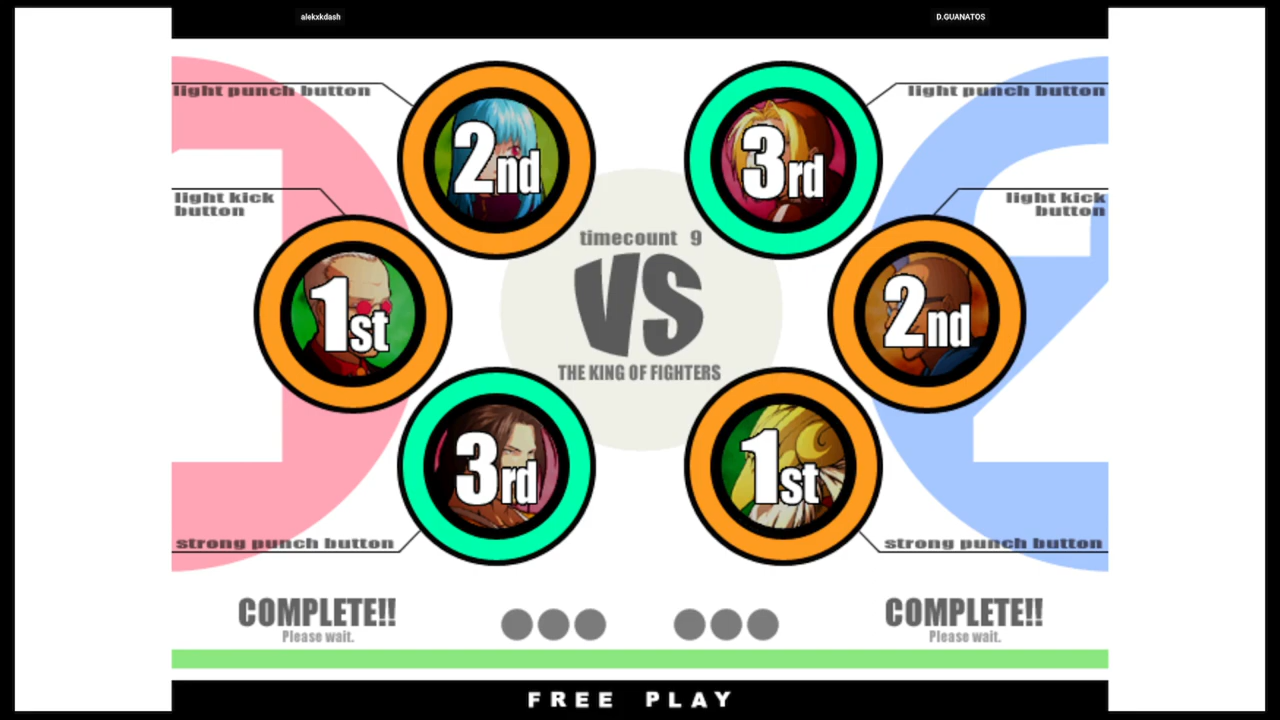 alekxkdash
D.GUANATOS
light punch button
2nd
3rd
light punch button
light kick
button
light kick
button
timecount 9
VS
THE KING OF FIGHTERS
1st
2nd
3rd
1st
strong punch button
strong punch button
COMPLETE!!
Please wait.
COMPLETE!!
Please wait.
FREE PLAY
1
2